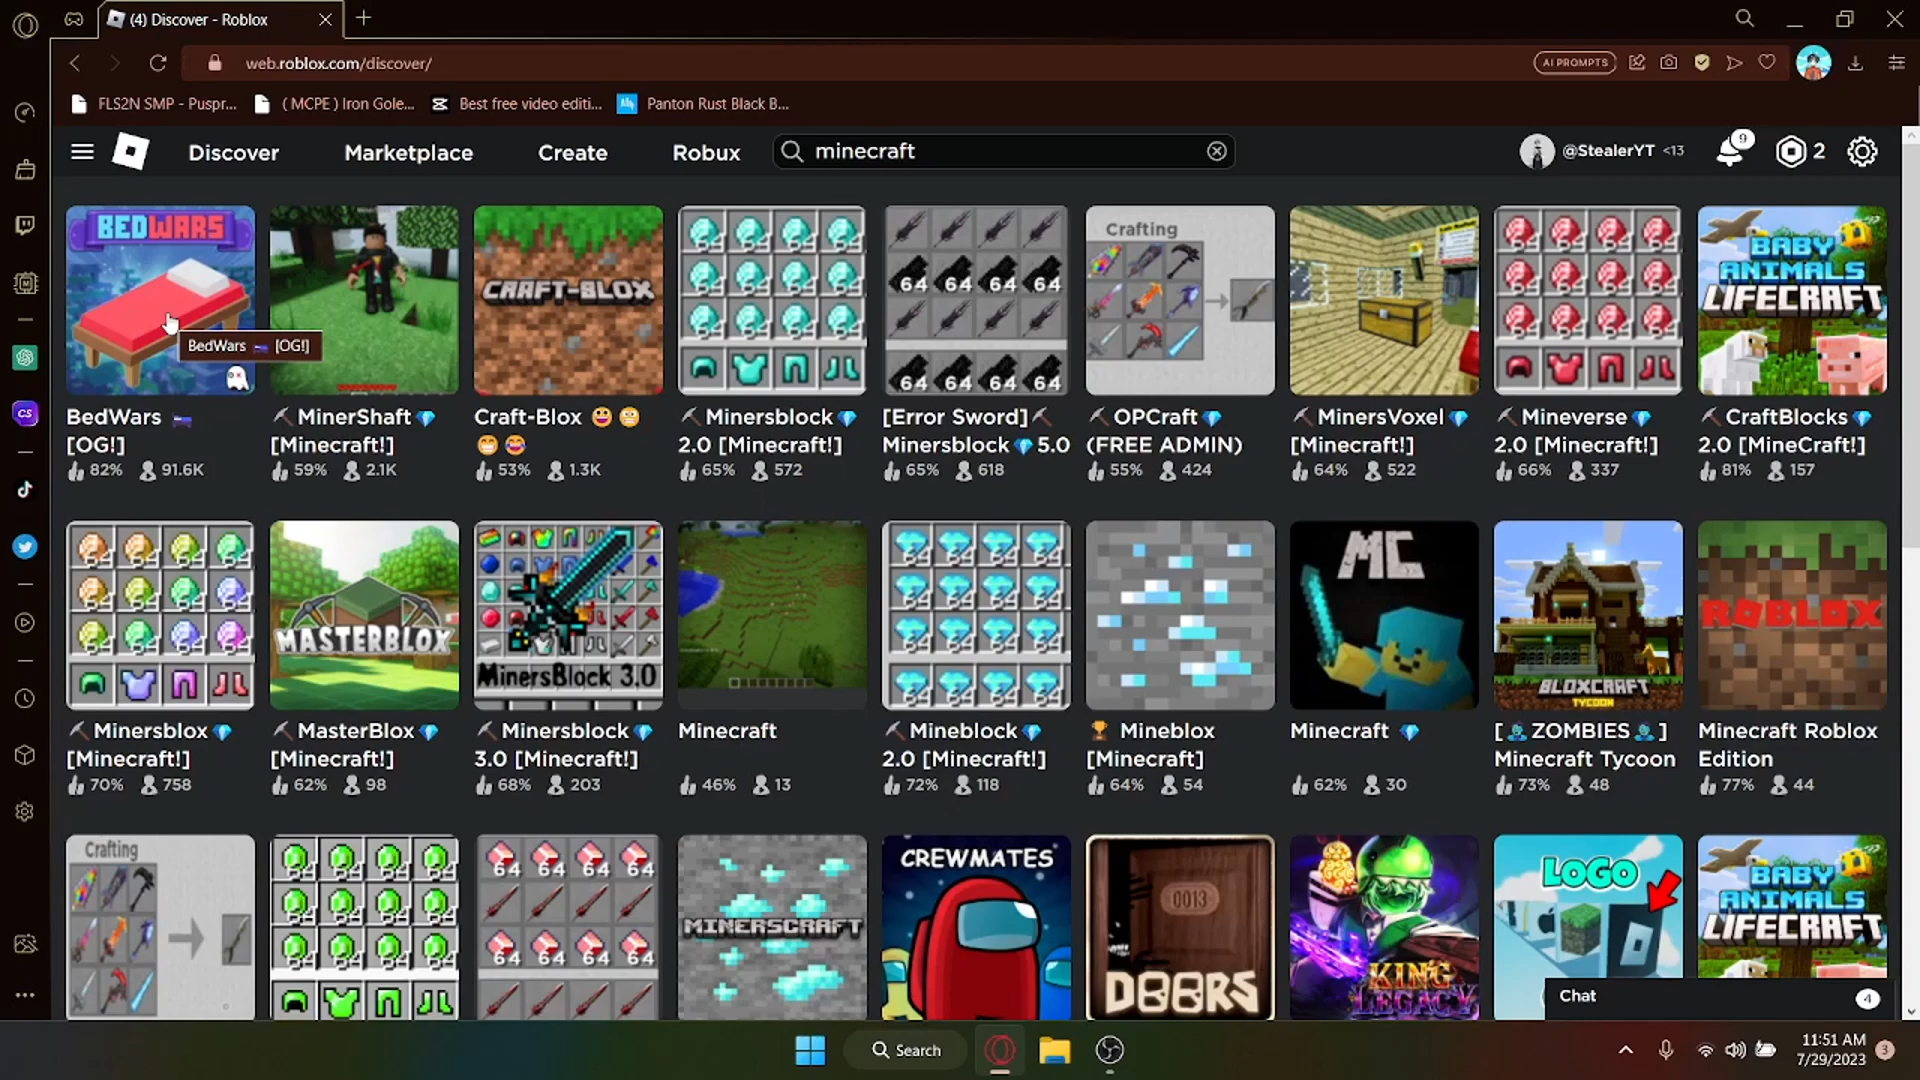 (4) Discover - Roblox
web.roblox.com/discover/
AI PROMPTS
FLS2N SMP - Puspr...
( MCPE ) Iron Gole...
Best free video editi...
Panton Rust Black B...
Discover
Marketplace
Create
Robux
minecraft
@StealerYT <13
9
2
BEDWARS
BedWars [OG!]
CRAFT-BLOX
64 64 64 64
64 64 64 64
Crafting
BABY
ANIMALS
LIFECRAFT
BedWars
[OG!]
82% 91.6K
MinerShaft
[Minecraft!]
59% 2.1K
Craft-Blox
53% 1.3K
Minersblock
2.0 [Minecraft!]
65% 572
[Error Sword]
Minersblock 5.0
65% 618
OPCraft
(FREE ADMIN)
55% 424
MinersVoxel
[Minecraft!]
64% 522
Mineverse
2.0 [Minecraft!]
66% 337
CraftBlocks
2.0 [MineCraft!]
81% 157
MASTERBLOX
MinersBlock 3.0
MC
BLOXCRAFT
TYCOON
ROBLOX
Minersblox
[Minecraft!]
70% 758
MasterBlox
[Minecraft!]
62% 98
Minersblock
3.0 [Minecraft!]
68% 203
Minecraft
46% 13
Mineblock
2.0 [Minecraft!]
72% 118
Mineblox
[Minecraft]
64% 54
Minecraft
62% 30
[ ZOMBIES ]
Minecraft Tycoon
73% 48
Minecraft Roblox
Edition
77% 44
Crafting
64 64 64 64
64 64 64 64
MINERSCRAFT
CREWMATES
0013
DOORS
KING
LEGACY
LOGO
BABY
ANIMALS
LIFECRAFT
Chat
4
Search
11:51 AM
7/29/2023
3